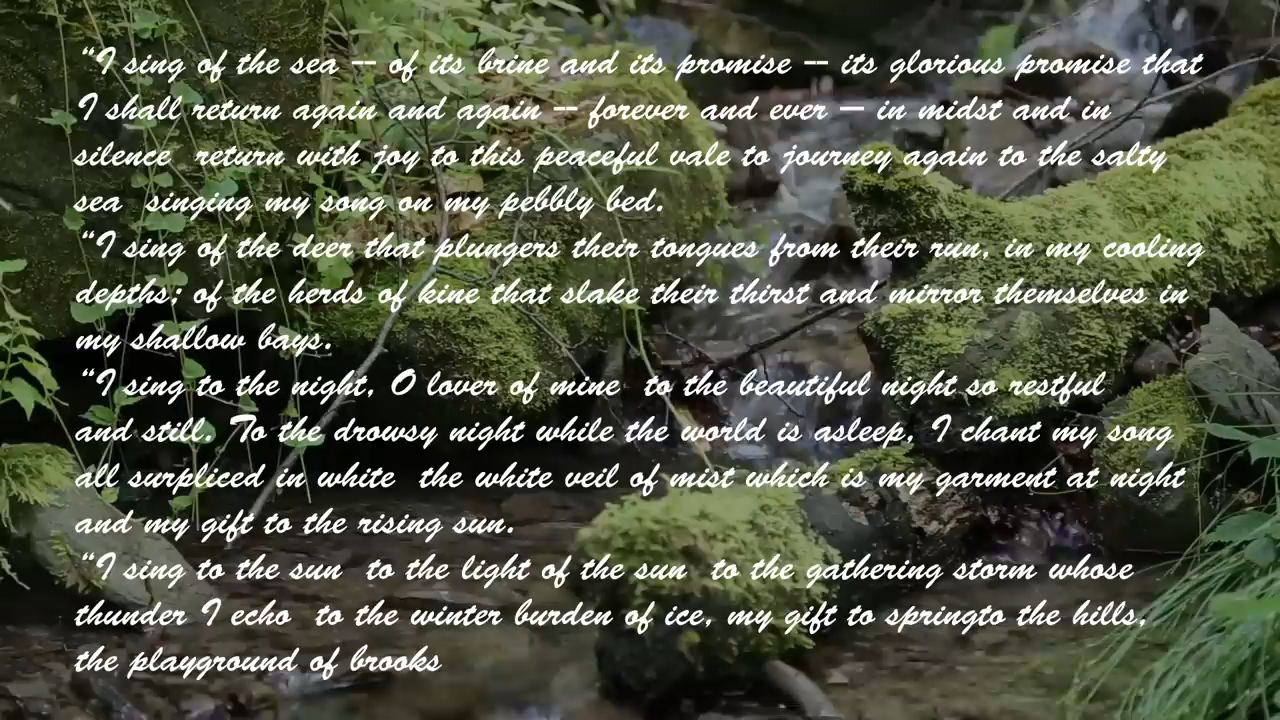 “I sing of the sea -- of its brine and its promise -- its glorious promise that
I shall return again and again -- forever and ever – in midst and in
silence  return with joy to this peaceful vale to journey again to the salty
sea  singing my song on my pebbly bed.
“I sing of the deer that plungers their tongues from their run, in my cooling
depths; of the herds of kine that slake their thirst and mirror themselves in
my shallow bays.
“I sing to the night, O lover of mine  to the beautiful night so restful
and still. To the drowsy night while the world is asleep, I chant my song
all surpliced in white  the white veil of mist which is my garment at night
and my gift to the rising sun.
“I sing to the sun  to the light of the sun  to the gathering storm whose
thunder I echo  to the winter burden of ice, my gift to springto the hills,
the playground of brooks